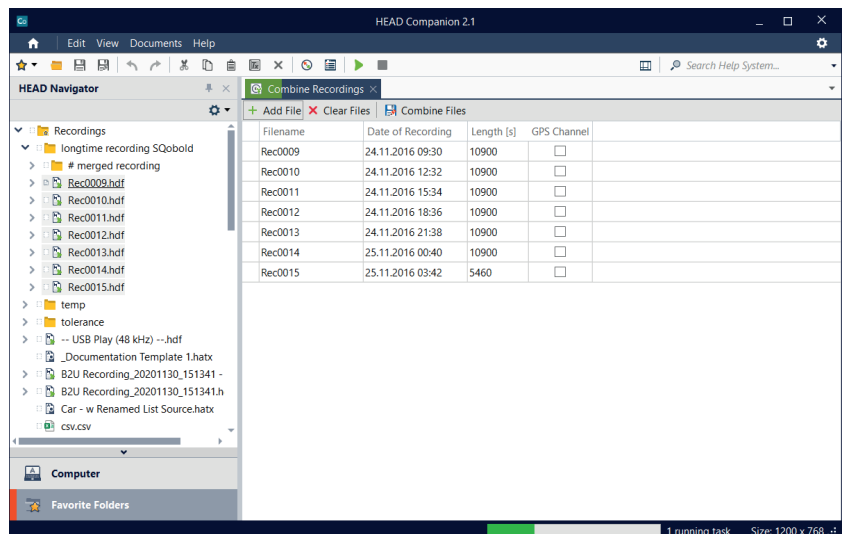 Co HEAD Companion 2.1
Edit View Documents Help
Search Help System...
HEAD Navigator
Combine Recordings
Add File Clear Files Combine Files
Filename Date of Recording Length [s] GPS Channel
Rec0009 24.11.2016 09:30 10900
Rec0010 24.11.2016 12:32 10900
Rec0011 24.11.2016 15:34 10900
Rec0012 24.11.2016 18:36 10900
Rec0013 24.11.2016 21:38 10900
Rec0014 25.11.2016 00:40 10900
Rec0015 25.11.2016 03:42 5460
Recordings
longtime recording SQobold
# merged recording
Rec0009.hdf
Rec0010.hdf
Rec0011.hdf
Rec0012.hdf
Rec0013.hdf
Rec0014.hdf
Rec0015.hdf
temp
tolerance
-- USB Play (48 kHz) --.hdf
_Documentation Template 1.hatx
B2U Recording_20201130_151341 -
B2U Recording_20201130_151341.h
Car - w Renamed List Source.hatx
csv.csv
Computer
Favorite Folders
1 running task Size: 1200 x 768